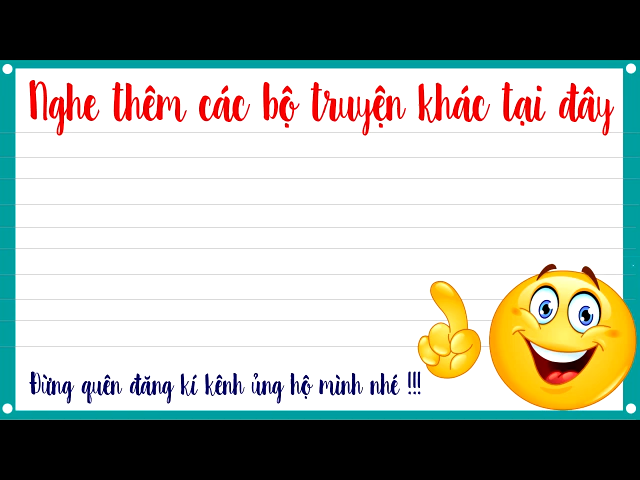 Nghe thêm các bộ truyện khác tại đây
Đừng quên đăng kí kênh ủng hộ mình nhé !!!